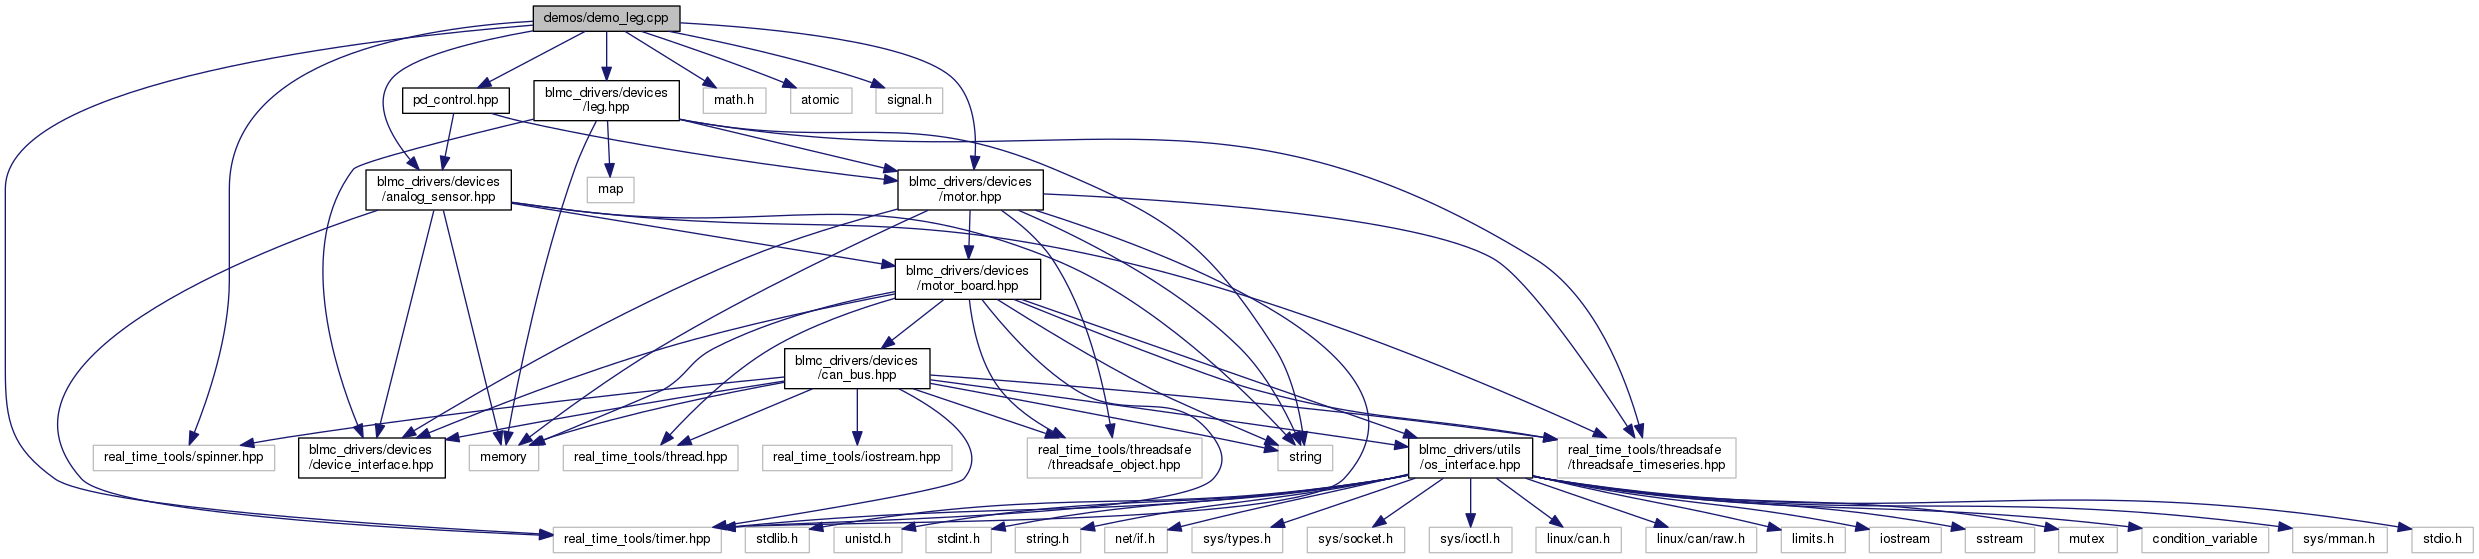 demos/demo_leg.cpp
pd_control.hpp
blmc_drivers/devices
/leg.hpp
math.h
atomic
signal.h
blmc_drivers/devices
/analog_sensor.hpp
map
blmc_drivers/devices
/motor.hpp
blmc_drivers/devices
/motor_board.hpp
blmc_drivers/devices
/can_bus.hpp
real_time_tools/spinner.hpp
blmc_drivers/devices
/device_interface.hpp
memory
real_time_tools/thread.hpp
real_time_tools/iostream.hpp
real_time_tools/threadsafe
/threadsafe_object.hpp
string
blmc_drivers/utils
/os_interface.hpp
real_time_tools/threadsafe
/threadsafe_timeseries.hpp
real_time_tools/timer.hpp
stdlib.h
unistd.h
stdint.h
string.h
net/if.h
sys/types.h
sys/socket.h
sys/ioctl.h
linux/can.h
linux/can/raw.h
limits.h
iostream
sstream
mutex
condition_variable
sys/mman.h
stdio.h